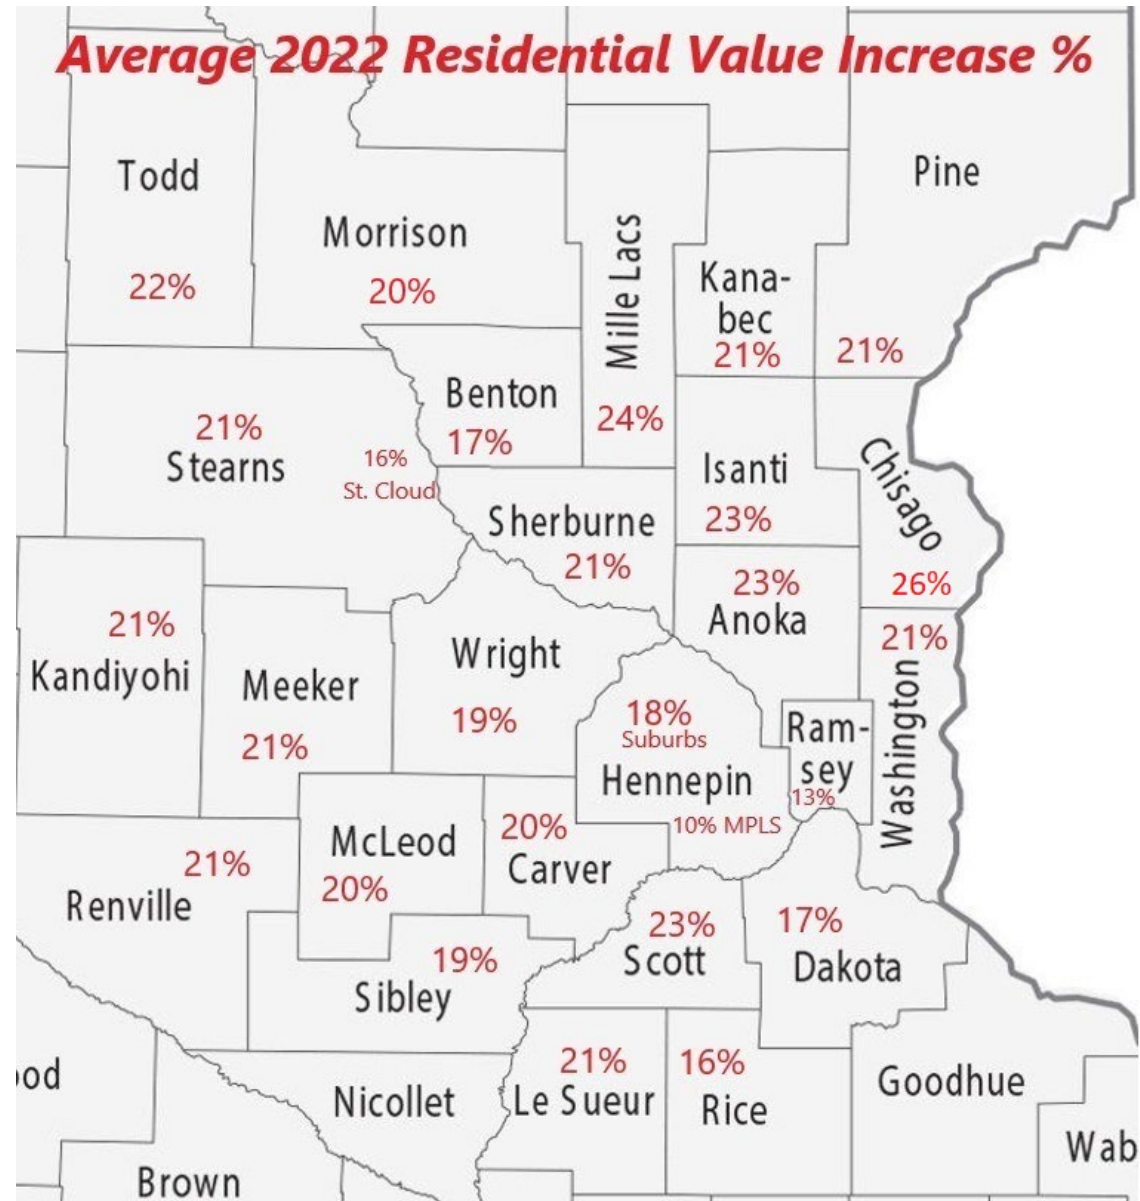 Average 2022 Residential Value Increase %
Todd
22%
Morrison
20%
Mille Lacs
24%
Kana-
bec
21%
Pine
21%
Benton
17%
21%
Stearns
16%
St. Cloud
Sherburne
21%
Isanti
23%
Chisago
26%
23%
Anoka
21%
Washington
21%
Kandiyohi
Meeker
21%
Wright
19%
18%
Suburbs
Hennepin
10% MPLS
Ram-
sey
13%
McLeod
20%
20%
Carver
21%
Renville
19%
Sibley
23%
Scott
17%
Dakota
ood
Nicollet
21%
Le Sueur
16%
Rice
Goodhue
Wab
Brown